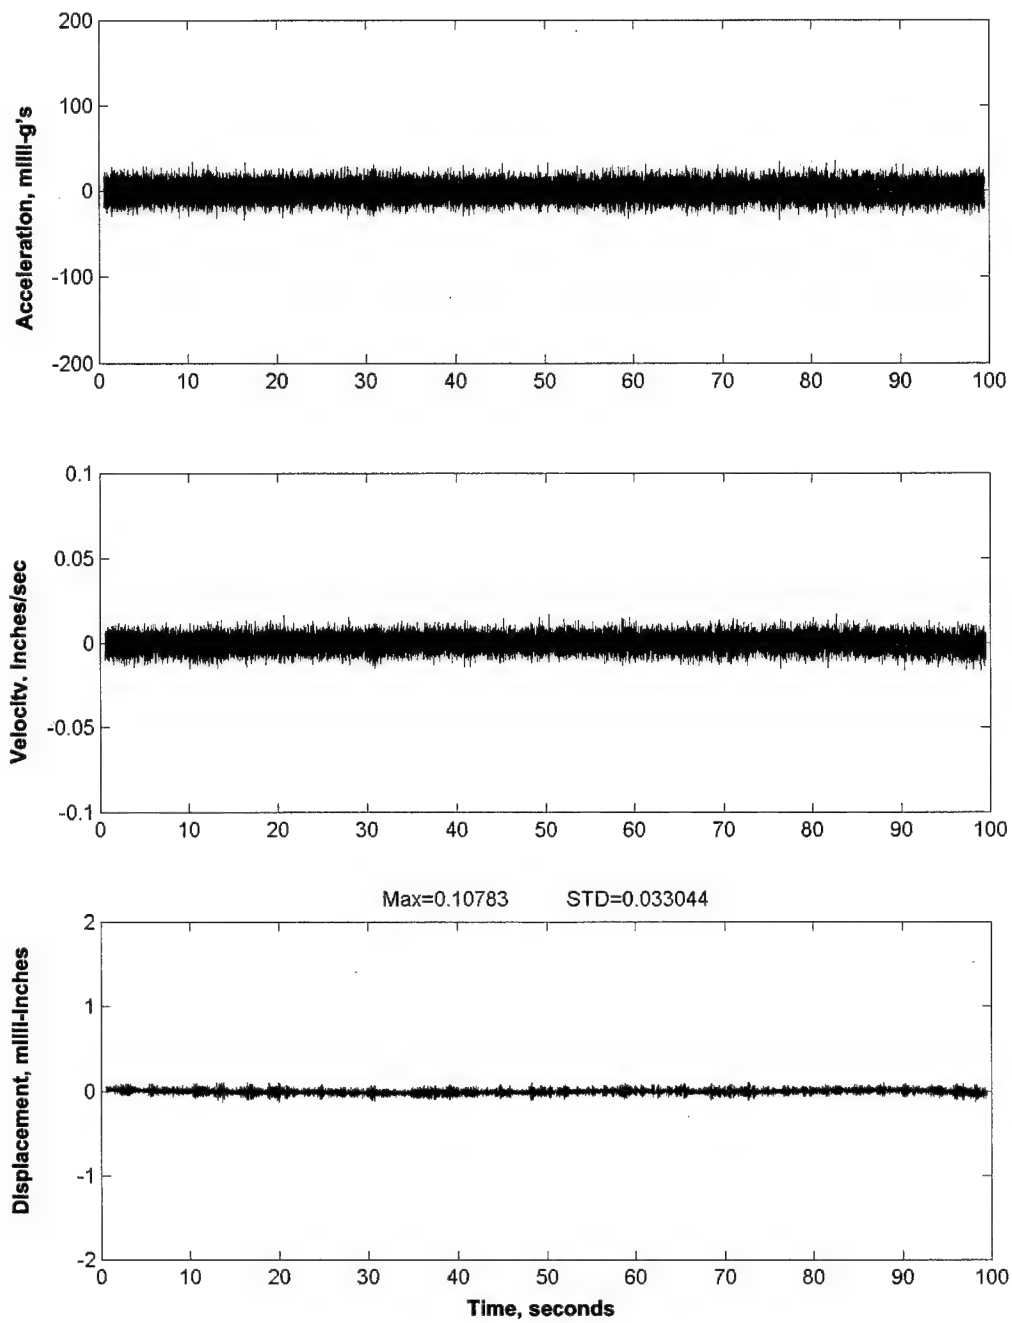 200
100
0
-100
-200
Acceleration, milli-g's
0 10 20 30 40 50 60 70 80 90 100
0.1
0.05
0
-0.05
-0.1
Velocity. Inches/sec
0 10 20 30 40 50 60 70 80 90 100
Max=0.10783 STD=0.033044
2
1
0
-1
-2
Displacement, milli-Inches
0 10 20 30 40 50 60 70 80 90 100
Time, seconds